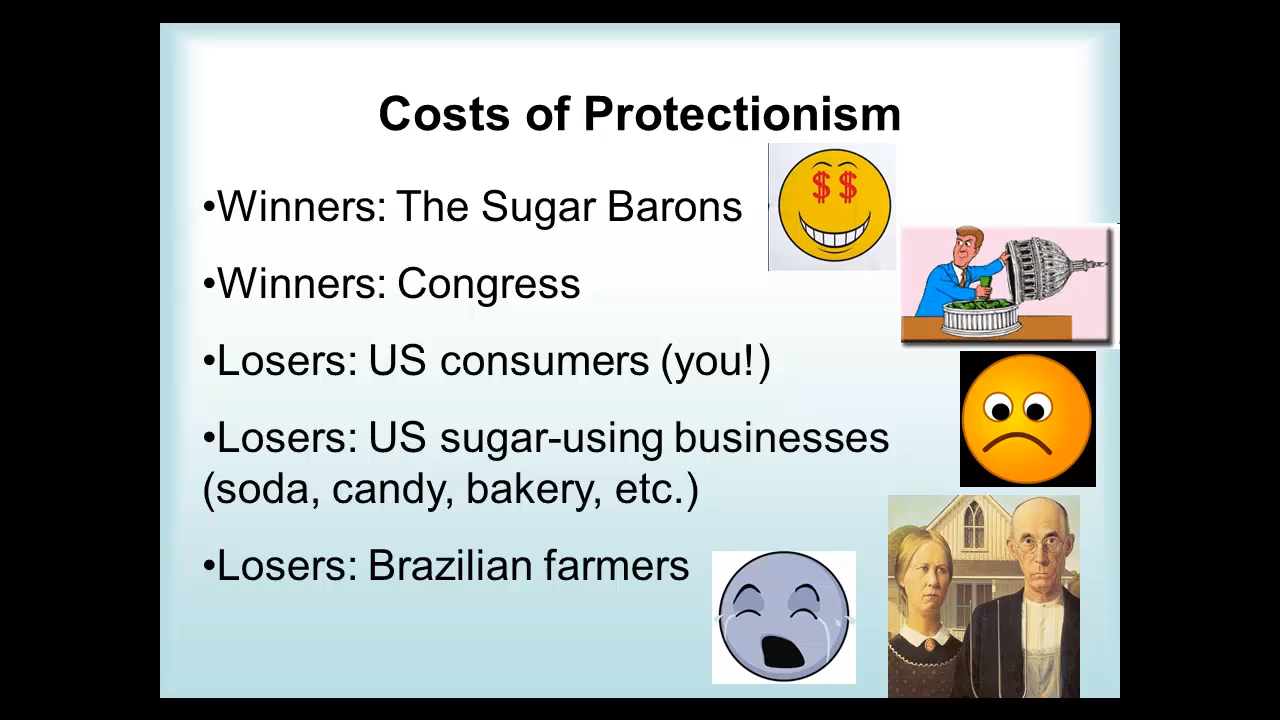 Costs of Protectionism
•Winners: The Sugar Barons
$ $
•Winners: Congress
•Losers: US consumers (you!)
•Losers: US sugar-using businesses
(soda, candy, bakery, etc.)
•Losers: Brazilian farmers